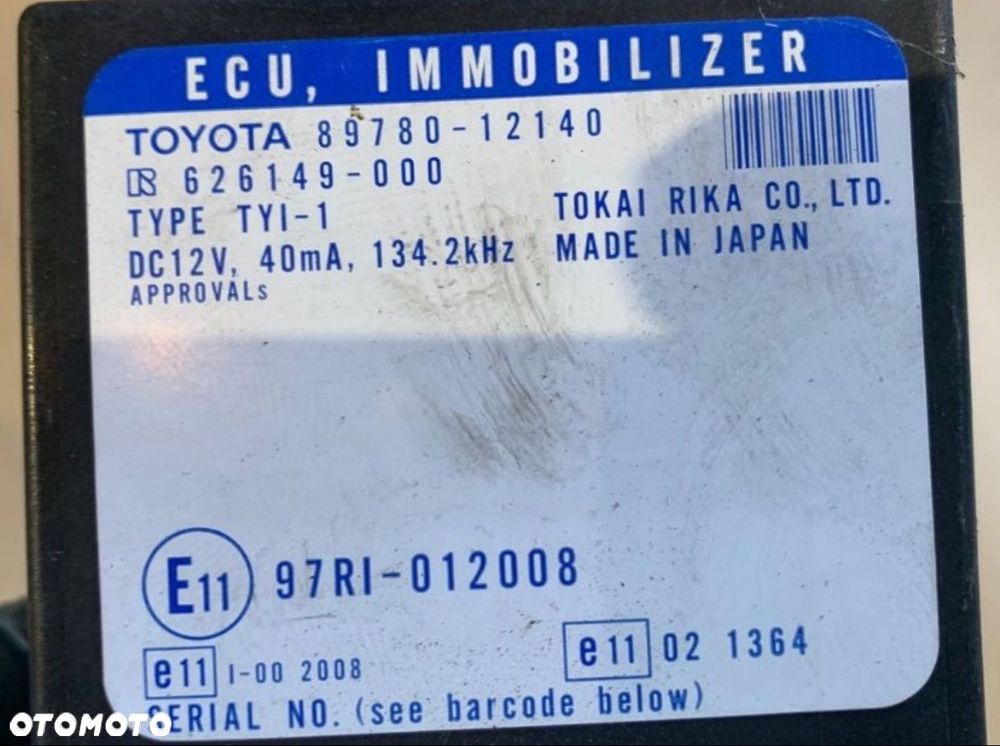 ECU, IMMOBILIZER
TOYOTA 89780-12140
626149-000
TYPE TYI-1
TOKAI RIKA CO., LTD.
DC12V, 40mA, 134.2kHz
MADE IN JAPAN
APPROVALs
E11 97RI-012008
e11 I-00 2008
e11 02 1364
SERIAL NO. (see barcode below)
OTOMOTO